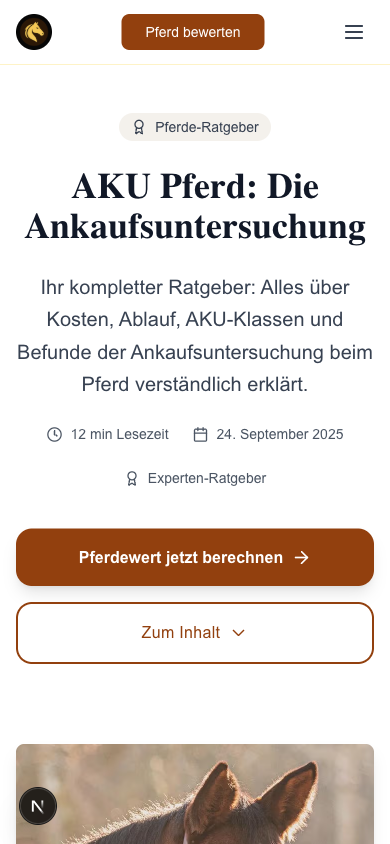 Pferd bewerten
Pferde-Ratgeber
AKU Pferd: Die
Ankaufsuntersuchung
Ihr kompletter Ratgeber: Alles über
Kosten, Ablauf, AKU-Klassen und
Befunde der Ankaufsuntersuchung beim
Pferd verständlich erklärt.
12 min Lesezeit 24. September 2025
Experten-Ratgeber
Pferdewert jetzt berechnen
Zum Inhalt
N